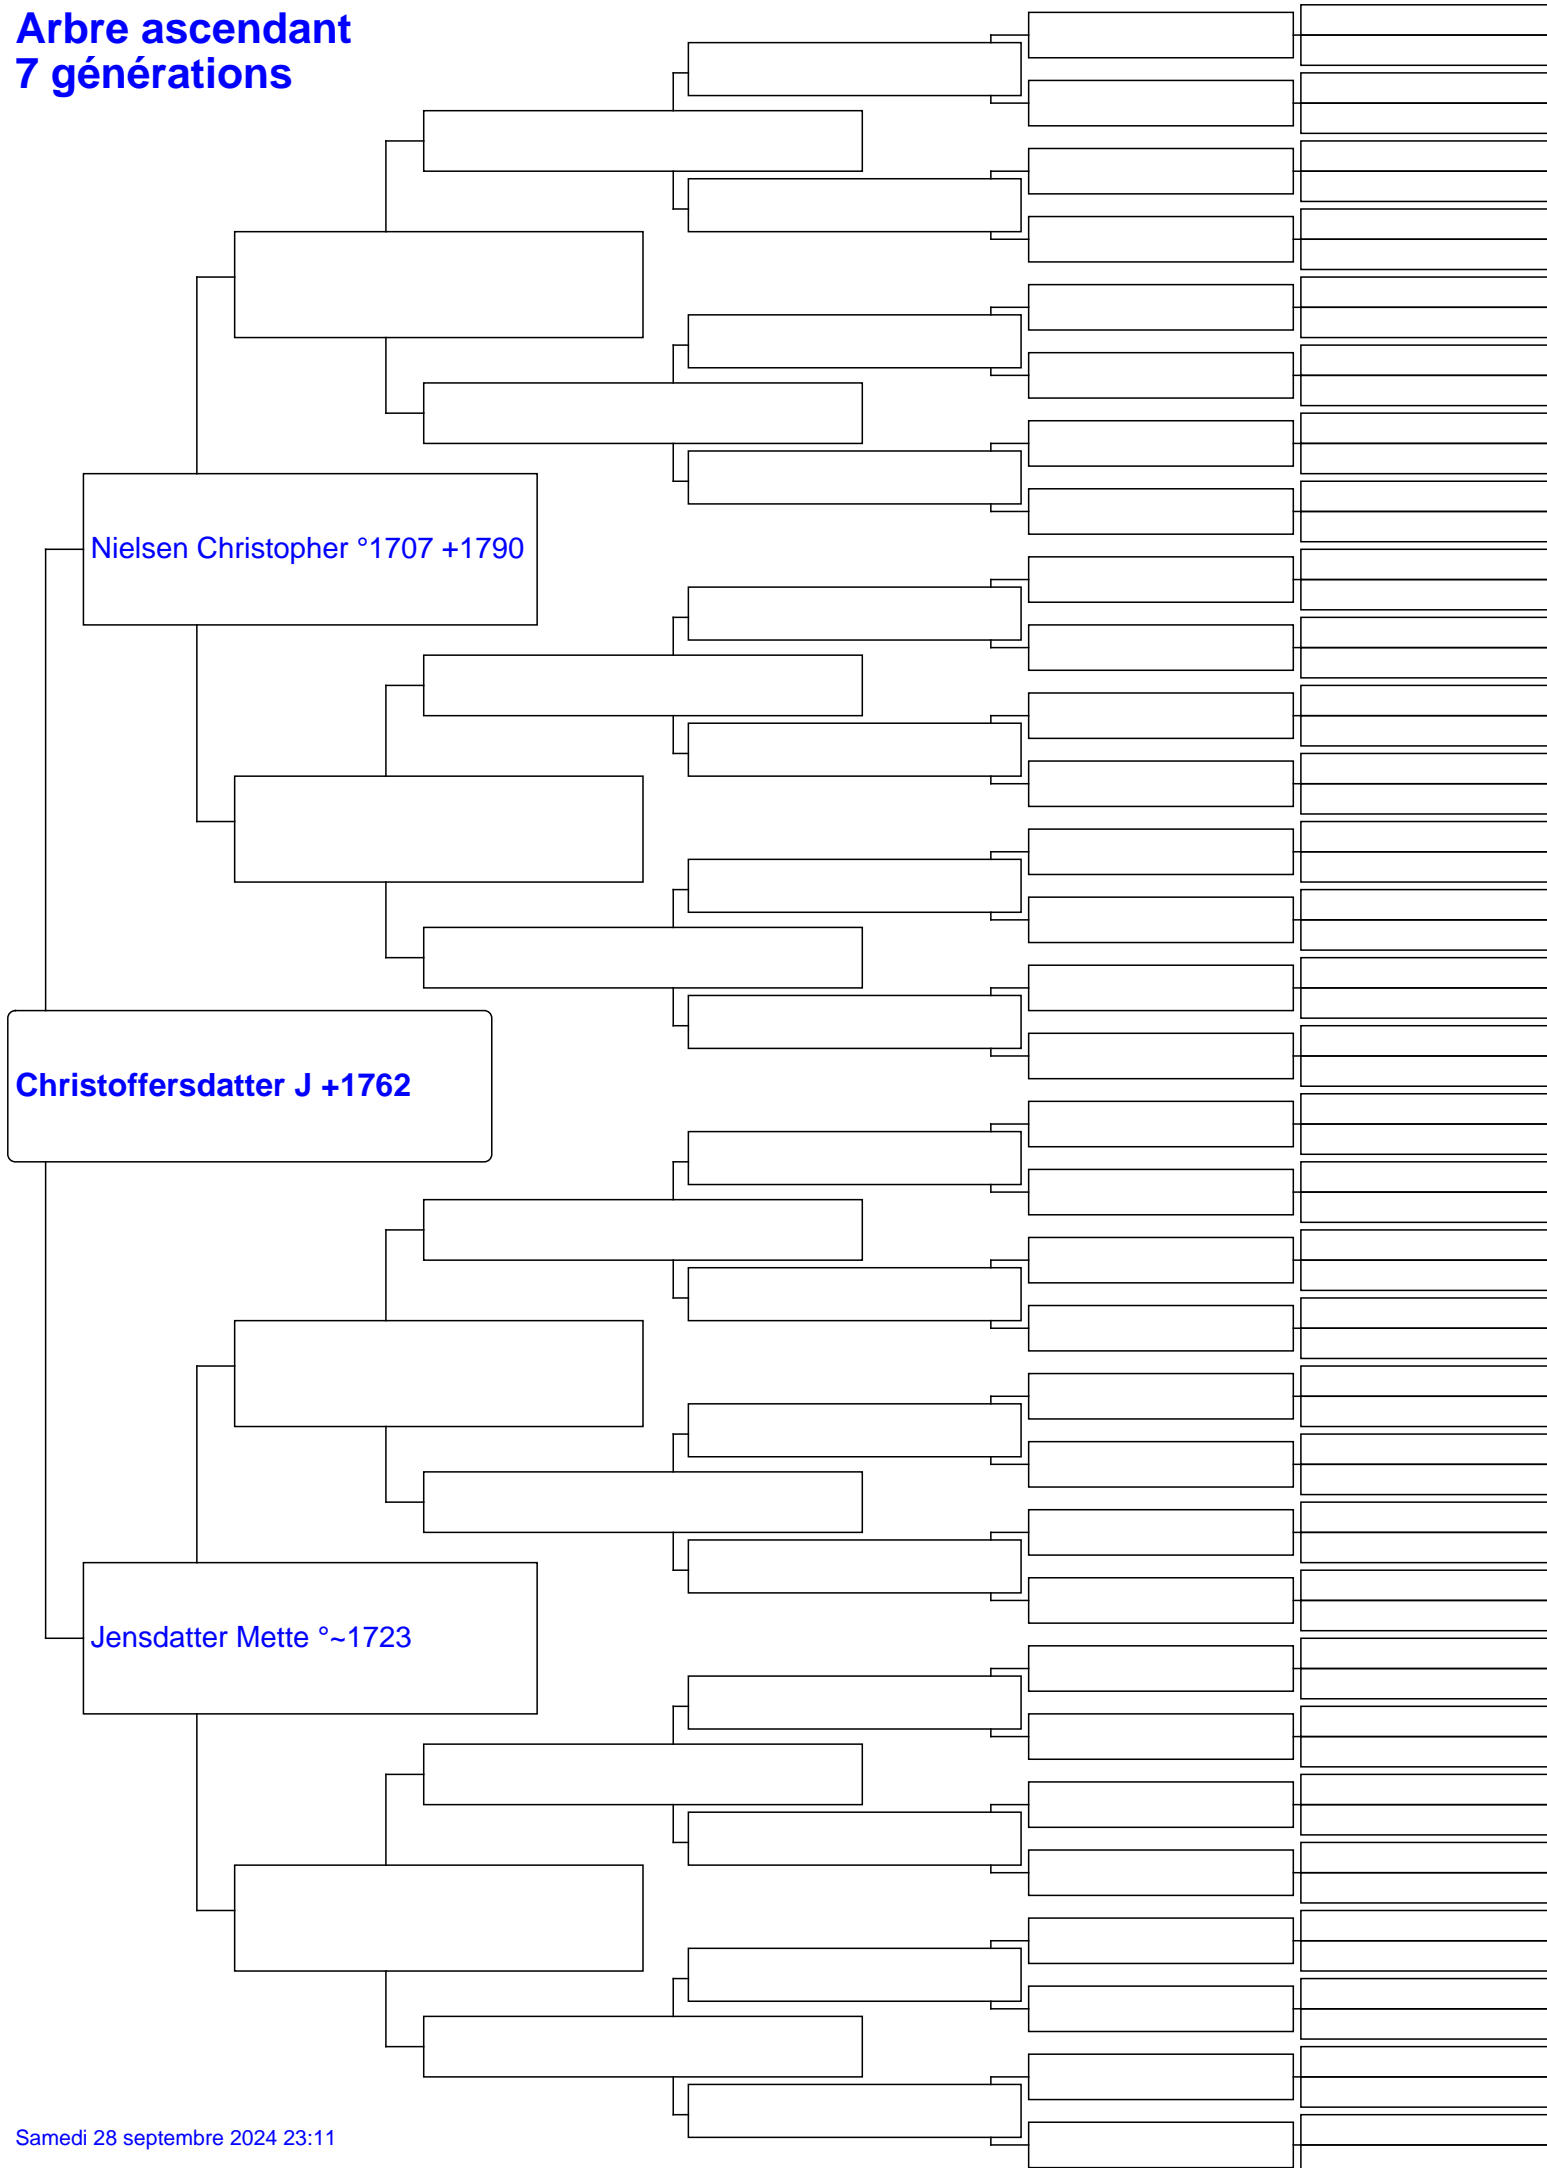 Arbre ascendant
7 générations
Nielsen Christopher °1707 +1790
Christoffersdatter J +1762
Jensdatter Mette °~1723
Samedi 28 septembre 2024 23:11